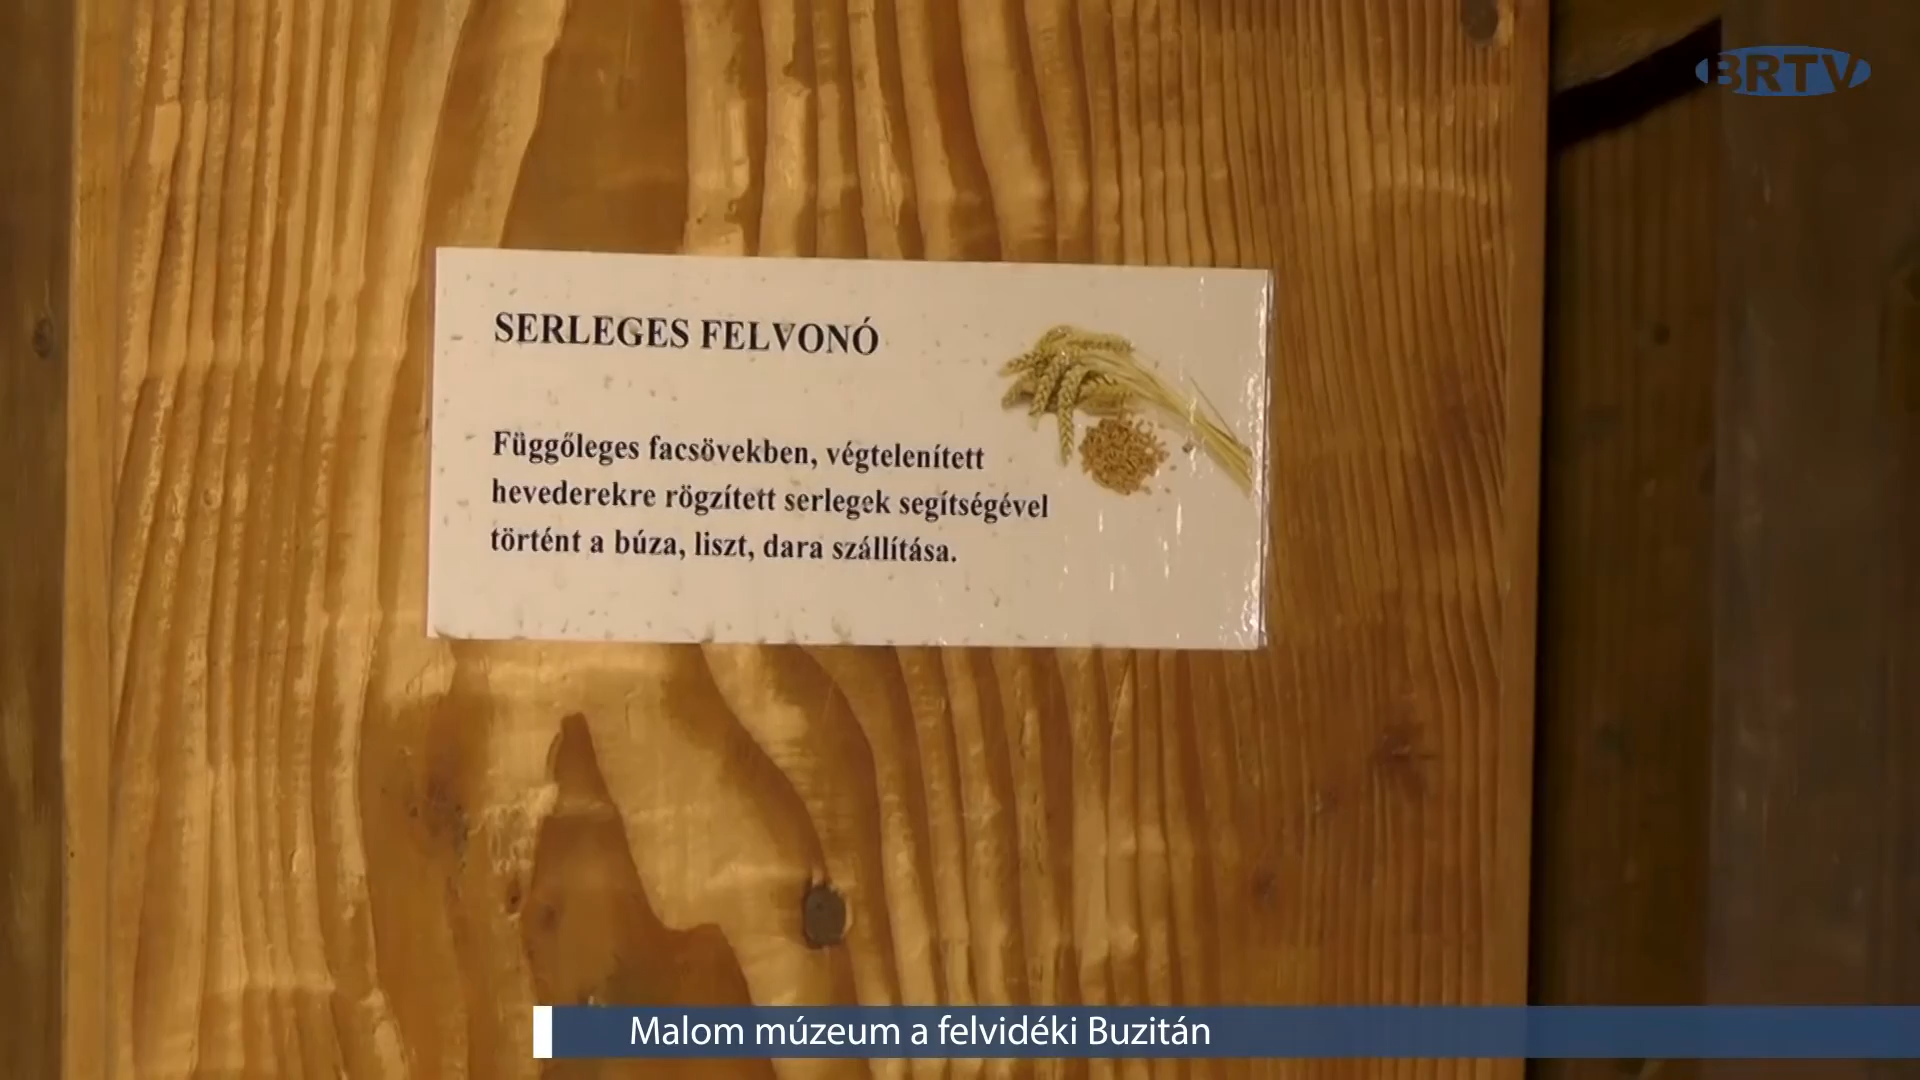 BRTV
SERLEGES FELVONÓ
Függőleges facsövekben, végtelenített
hevederekre rögzített serlegek segítségével
történt a búza, liszt, dara szállítása.
Malom múzeum a felvidéki Buzitán